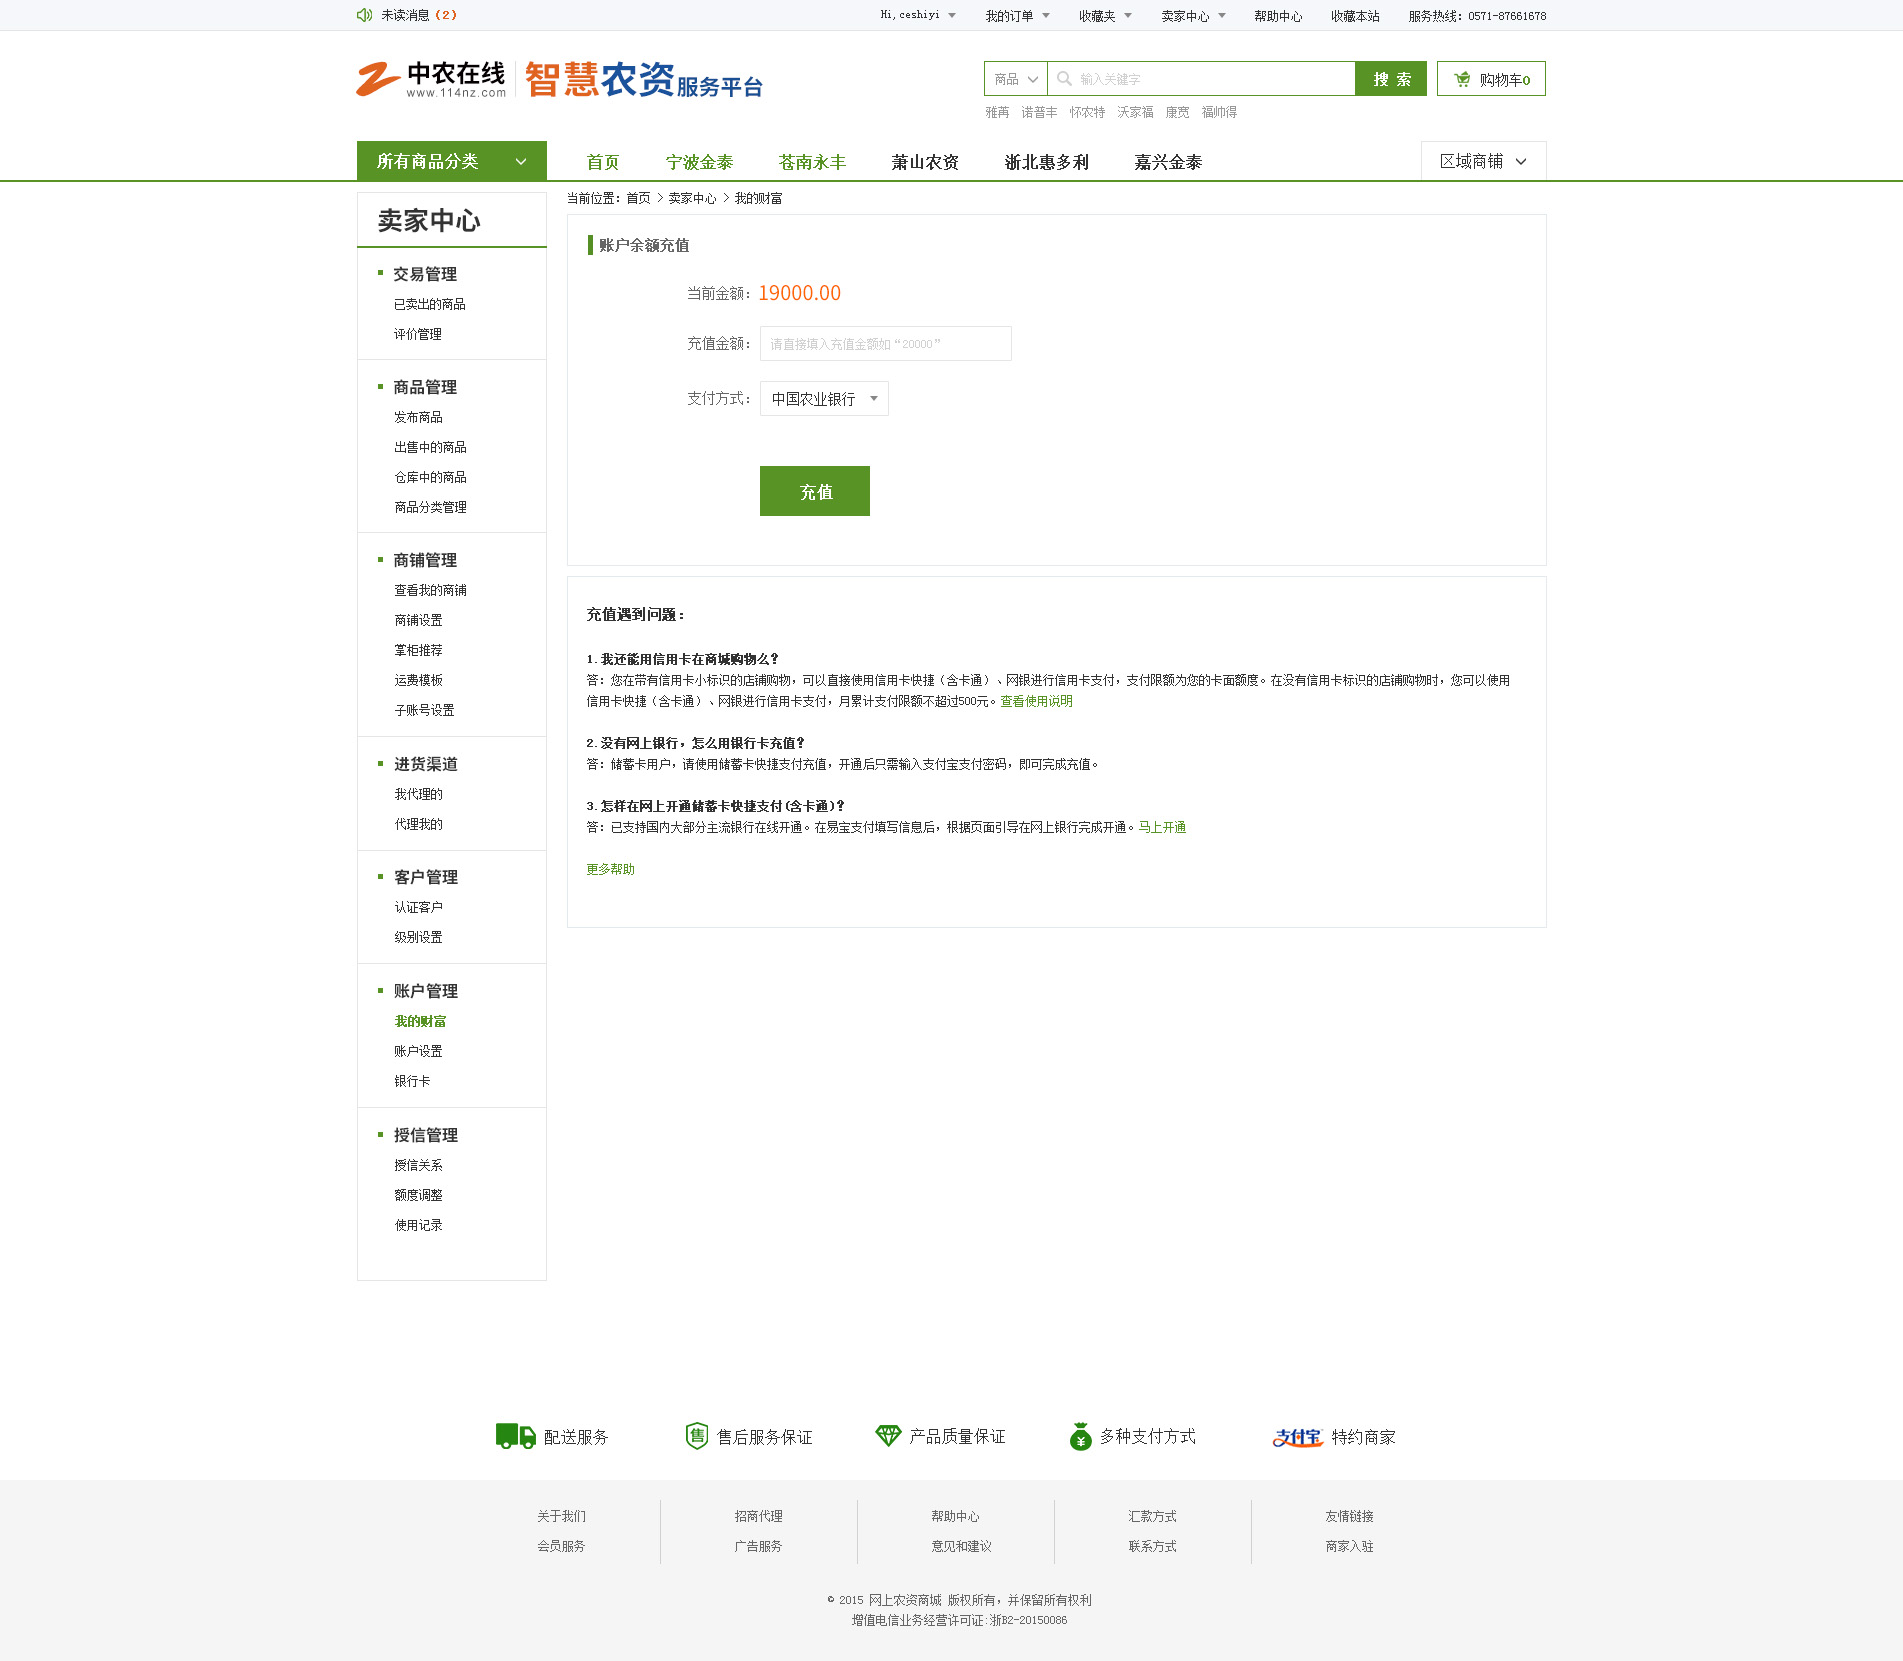 未读消息（2） Hi,ceshiyi 我的订单 收藏夹 卖家中心 帮助中心 收藏本站 服务热线：0571-87661678
中农在线 www.114nz.com 智慧农资服务平台
商品 输入关键字 搜 索 购物车0
雅苒 诺普丰 怀农特 沃家福 康宽 福帅得
所有商品分类 首页 宁波金泰 苍南永丰 萧山农资 浙北惠多利 嘉兴金泰 区域商铺
当前位置：首页 > 卖家中心 > 我的财富
卖家中心
交易管理
已卖出的商品
评价管理
商品管理
发布商品
出售中的商品
仓库中的商品
商品分类管理
商铺管理
查看我的商铺
商铺设置
掌柜推荐
运费模板
子账号设置
进货渠道
我代理的
代理我的
客户管理
认证客户
级别设置
账户管理
我的财富
账户设置
银行卡
授信管理
授信关系
额度调整
使用记录
账户余额充值
当前金额：19000.00
充值金额：请直接填入充值金额如“20000”
支付方式：中国农业银行
充值
充值遇到问题：
1.我还能用信用卡在商城购物么？
答：您在带有信用卡小标识的店铺购物，可以直接使用信用卡快捷（含卡通）、网银进行信用卡支付，支付限额为您的卡面额度。在没有信用卡标识的店铺购物时，您可以使用
信用卡快捷（含卡通）、网银进行信用卡支付，月累计支付限额不超过500元。查看使用说明
2.没有网上银行，怎么用银行卡充值？
答：储蓄卡用户，请使用储蓄卡快捷支付充值，开通后只需输入支付宝支付密码，即可完成充值。
3.怎样在网上开通储蓄卡快捷支付(含卡通)？
答：已支持国内大部分主流银行在线开通。在易宝支付填写信息后，根据页面引导在网上银行完成开通。马上开通
更多帮助
配送服务 售 售后服务保证 产品质量保证 ¥ 多种支付方式 支付宝 特约商家
关于我们 招商代理 帮助中心 汇款方式 友情链接
会员服务 广告服务 意见和建议 联系方式 商家入驻
© 2015 网上农资商城 版权所有，并保留所有权利
增值电信业务经营许可证:浙B2-20150086